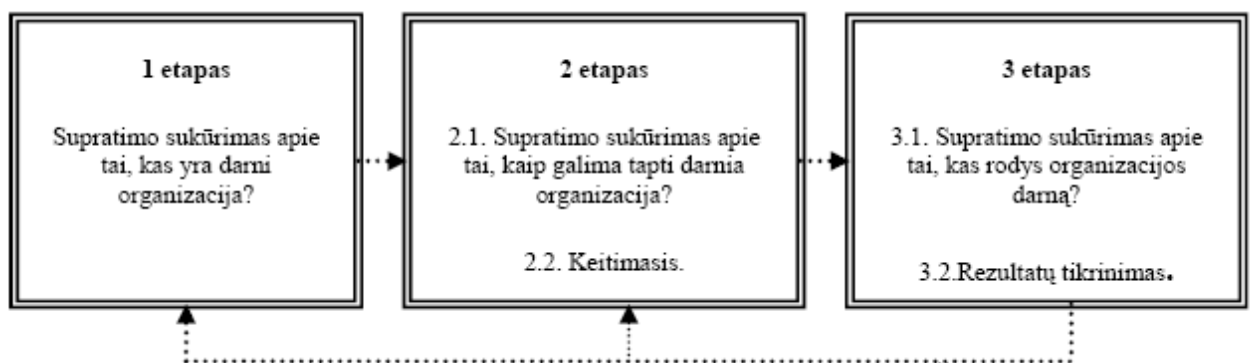 1 etapas
Supratimo sukūrimas apie
tai, kas yra darni
organizacija?
2 etapas
2.1. Supratimo sukūrimas apie
tai, kaip galima tapti darnia
organizacija?
2.2. Keitimasis.
3 etapas
3.1. Supratimo sukūrimas apie
tai, kas rodys organizacijos
darną?
3.2.Rezultatų tikrinimas.